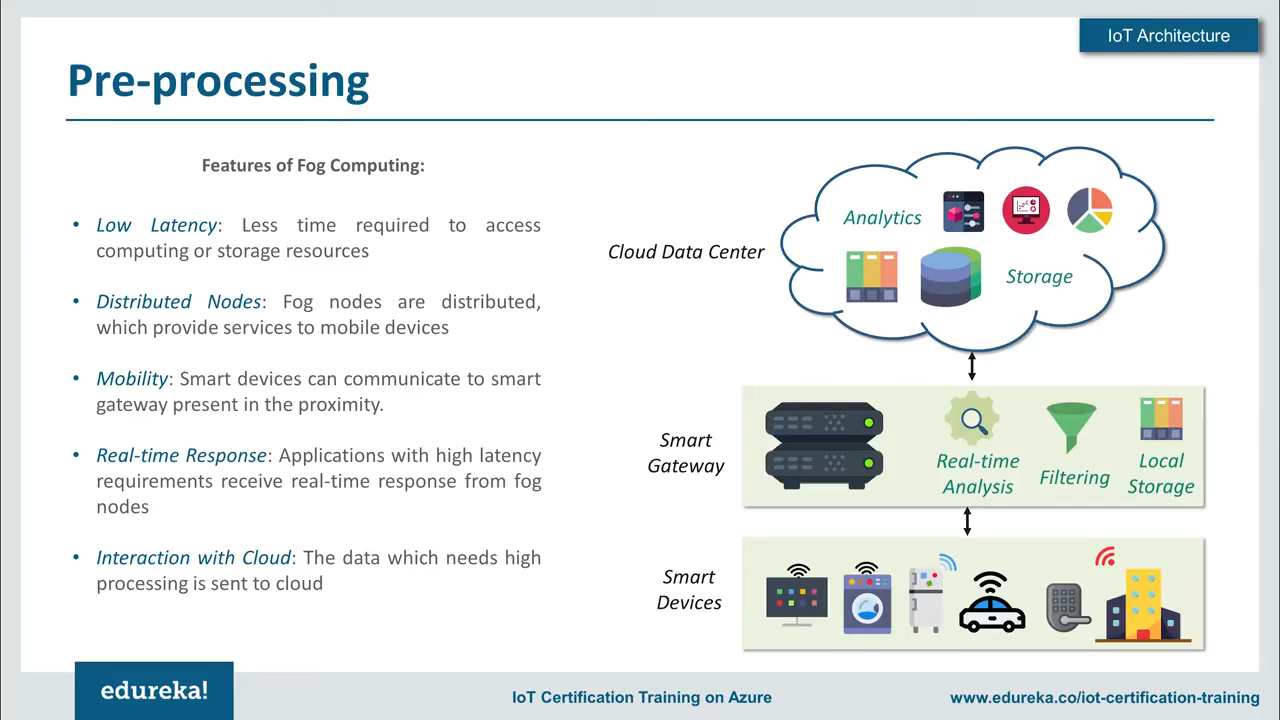 IoT Architecture
Pre-processing
Features of Fog Computing:
• Low Latency: Less time required to access
computing or storage resources
• Distributed Nodes: Fog nodes are distributed,
which provide services to mobile devices
• Mobility: Smart devices can communicate to smart
gateway present in the proximity.
• Real-time Response: Applications with high latency
requirements receive real-time response from fog
nodes
• Interaction with Cloud: The data which needs high
processing is sent to cloud
Cloud Data Center
Analytics
Storage
Smart
Gateway
Real-time
Analysis
Filtering
Local
Storage
Smart
Devices
edureka!
IoT Certification Training on Azure
www.edureka.co/iot-certification-training